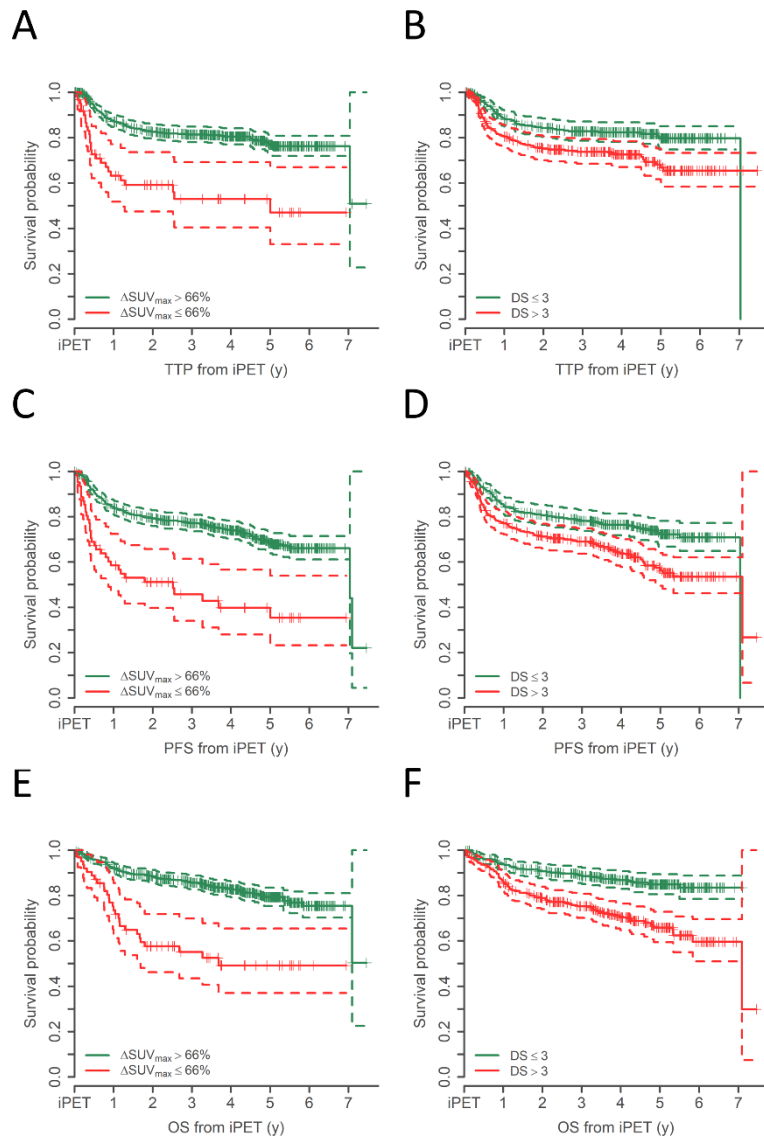 A
B
Survival probability
0.0 0.2 0.4 0.6 0.8 1.0
ΔSUVmax > 66%
ΔSUVmax ≤ 66%
iPET 1 2 3 4 5 6 7
TTP from iPET (y)
Survival probability
0.0 0.2 0.4 0.6 0.8 1.0
DS ≤ 3
DS > 3
iPET 1 2 3 4 5 6 7
TTP from iPET (y)
C
D
Survival probability
0.0 0.2 0.4 0.6 0.8 1.0
ΔSUVmax > 66%
ΔSUVmax ≤ 66%
iPET 1 2 3 4 5 6 7
PFS from iPET (y)
Survival probability
0.0 0.2 0.4 0.6 0.8 1.0
DS ≤ 3
DS > 3
iPET 1 2 3 4 5 6 7
PFS from iPET (y)
E
F
Survival probability
0.0 0.2 0.4 0.6 0.8 1.0
ΔSUVmax > 66%
ΔSUVmax ≤ 66%
iPET 1 2 3 4 5 6 7
OS from iPET (y)
Survival probability
0.0 0.2 0.4 0.6 0.8 1.0
DS ≤ 3
DS > 3
iPET 1 2 3 4 5 6 7
OS from iPET (y)